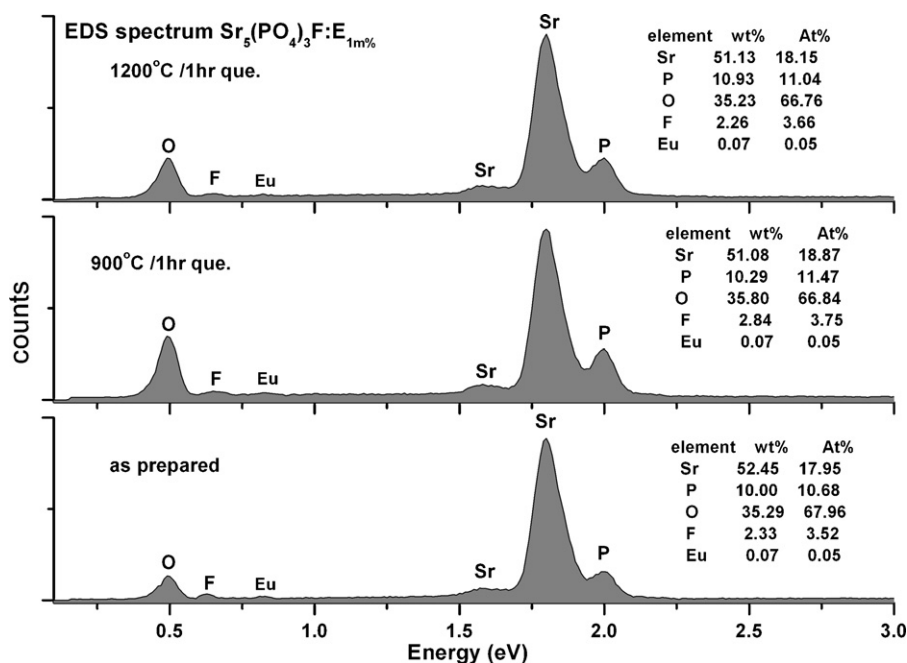 EDS spectrum Sr5(PO4)3F:E1m%
1200°C /1hr que.
Sr
O
F
Eu
Sr
P
element wt% At%
Sr 51.13 18.15
P 10.93 11.04
O 35.23 66.76
F 2.26 3.66
Eu 0.07 0.05
900°C /1hr que.
O
F
Eu
Sr
P
element wt% At%
Sr 51.08 18.87
P 10.29 11.47
O 35.80 66.84
F 2.84 3.75
Eu 0.07 0.05
counts
as prepared
Sr
O
F
Eu
Sr
P
element wt% At%
Sr 52.45 17.95
P 10.00 10.68
O 35.29 67.96
F 2.33 3.52
Eu 0.07 0.05
0.5 1.0 1.5 2.0 2.5 3.0
Energy (eV)